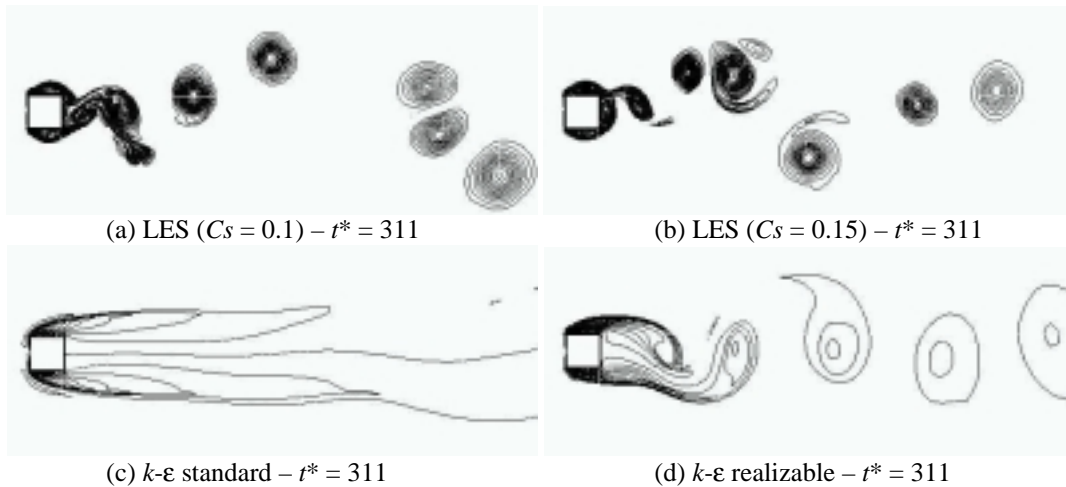 (a) LES (Cs = 0.1) – t* = 311
(b) LES (Cs = 0.15) – t* = 311
(c) k-ε standard – t* = 311
(d) k-ε realizable – t* = 311